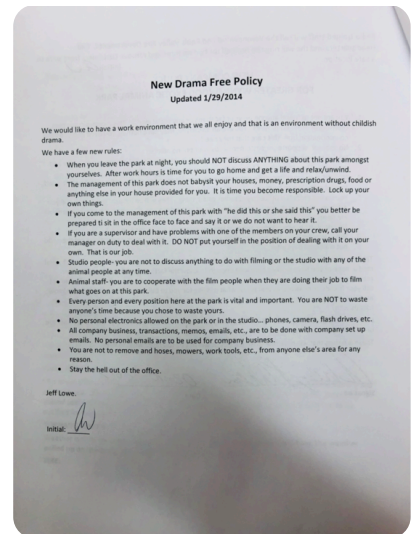 New Drama Free Policy
Updated 1/29/2014
We would like to have a work environment that we all enjoy and that is an environment without childish
drama.
We have a few new rules:
• When you leave the park at night, you should NOT discuss ANYTHING about this park amongst
yourselves. After work hours is time for you to go home and get a life and relax/unwind.
• The management of this park does not babysit your houses, money, prescription drugs, food or
anything else in your house provided for you. It is time you become responsible. Lock up your
own things.
• If you come to the management of this park with "he did this or she said this" you better be
prepared ti sit in the office face to face and say it or we do not want to hear it.
• If you are a supervisor and have problems with one of the members on your crew, call your
manager on duty to deal with it. DO NOT put yourself in the position of dealing with it on your
own. That is our job.
• Studio people- you are not to discuss anything to do with filming or the studio with any of the
animal people at any time.
• Animal staff- you are to cooperate with the film people when they are doing their job to film
what goes on at this park.
• Every person and every position here at the park is vital and important. You are NOT to waste
anyone's time because you chose to waste yours.
• No personal electronics allowed on the park or in the studio... phones, camera, flash drives, etc.
• All company business, transactions, memos, emails, etc., are to be done with company set up
emails. No personal emails are to be used for company business.
• You are not to remove and hoses, mowers, work tools, etc., from anyone else's area for any
reason.
• Stay the hell out of the office.
Jeff Lowe.
Initial: